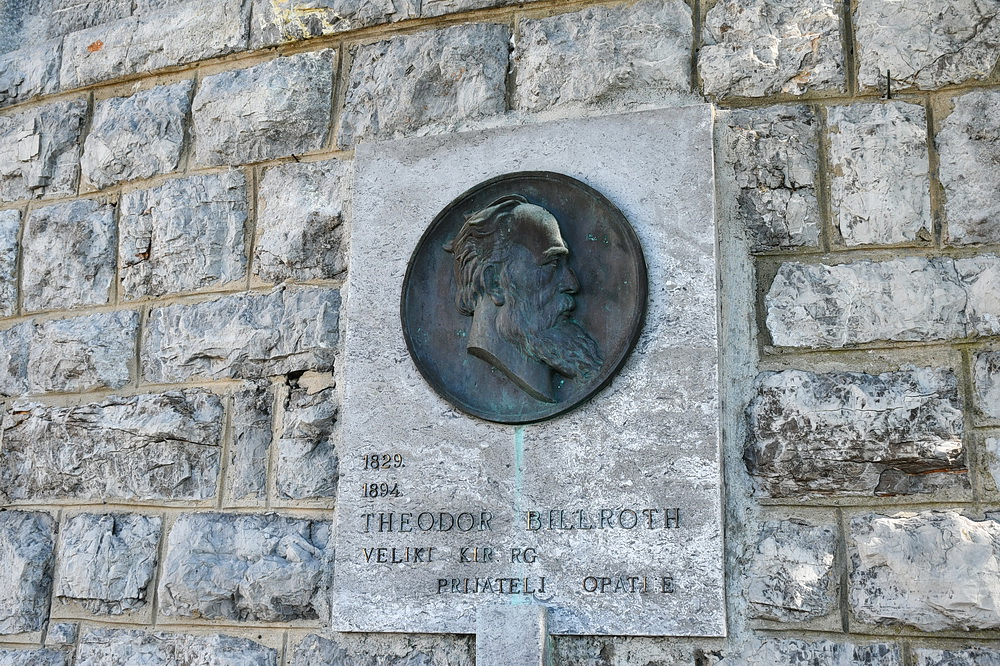 1829.
1894.
THEODOR BILLROTH
VELIKI KIR RG
PRIJATELJ OPATI E